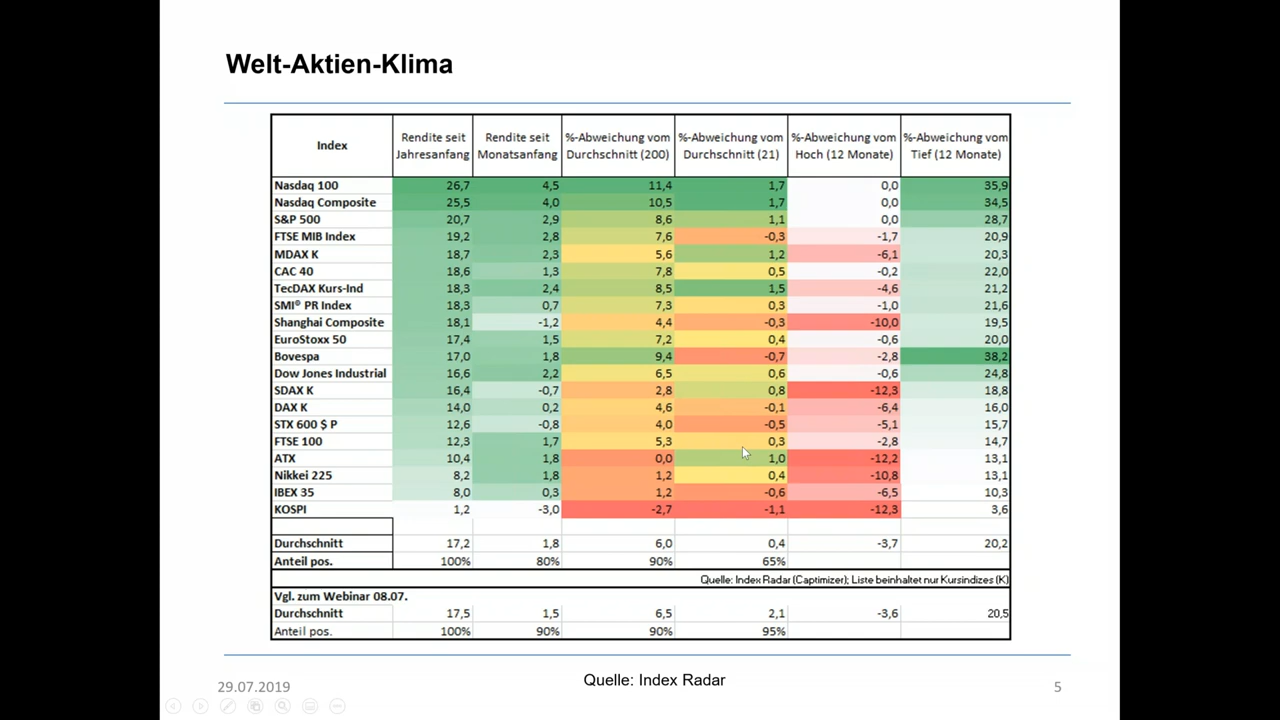 Welt-Aktien-Klima
Index Rendite seit Jahresanfang Rendite seit Monatsanfang %-Abweichung vom Durchschnitt (200) %-Abweichung vom Durchschnitt (21) %-Abweichung vom Hoch (12 Monate) %-Abweichung vom Tief (12 Monate)
Nasdaq 100 26,7 4,5 11,4 1,7 0,0 35,9
Nasdaq Composite 25,5 4,0 10,5 1,7 0,0 34,5
S&P 500 20,7 2,9 8,6 1,1 0,0 28,7
FTSE MIB Index 19,2 2,8 7,6 -0,3 -1,7 20,9
MDAX K 18,7 2,3 5,6 1,2 -6,1 20,3
CAC 40 18,6 1,3 7,8 0,5 -0,2 22,0
TecDAX Kurs-Ind 18,3 2,4 8,5 1,5 -4,6 21,2
SMI® PR Index 18,3 0,7 7,3 0,3 -1,0 21,6
Shanghai Composite 18,1 -1,2 4,4 -0,3 -10,0 19,5
EuroStoxx 50 17,4 1,5 7,2 0,4 -0,6 20,0
Bovespa 17,0 1,8 9,4 -0,7 -2,8 38,2
Dow Jones Industrial 16,6 2,2 6,5 0,6 -0,6 24,8
SDAX K 16,4 -0,7 2,8 0,8 -12,3 18,8
DAX K 14,0 0,2 4,6 -0,1 -6,4 16,0
STX 600 $ P 12,6 -0,8 4,0 -0,5 -5,1 15,7
FTSE 100 12,3 1,7 5,3 0,3 -2,8 14,7
ATX 10,4 1,8 0,0 1,0 -12,2 13,1
Nikkei 225 8,2 1,8 1,2 0,4 -10,8 13,1
IBEX 35 8,0 0,3 1,2 -0,6 -6,5 10,3
KOSPI 1,2 -3,0 -2,7 -1,1 -12,3 3,6
Durchschnitt 17,2 1,8 6,0 0,4 -3,7 20,2
Anteil pos. 100% 80% 90% 65%
Quelle: Index Radar (Captimizer); Liste beinhaltet nur Kursindizes (K)
Vgl. zum Webinar 08.07.
Durchschnitt 17,5 1,5 6,5 2,1 -3,6 20,5
Anteil pos. 100% 90% 90% 95%
Quelle: Index Radar
29.07.2019 5